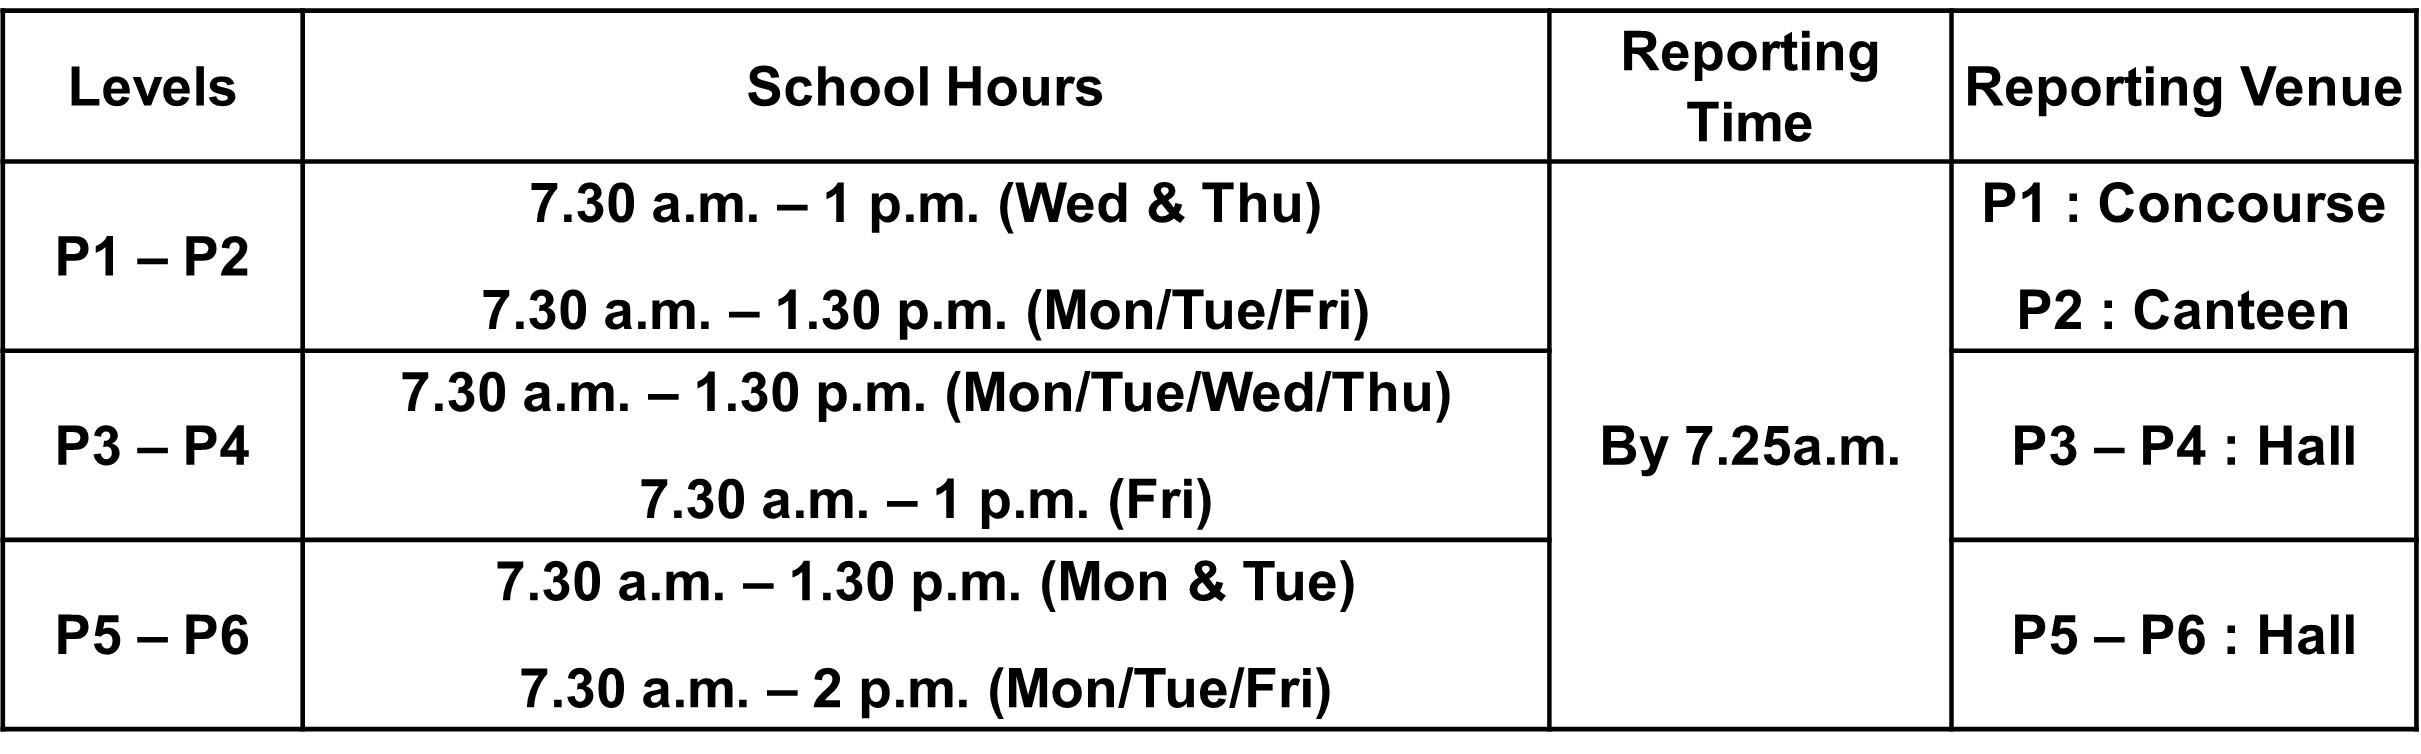 Levels
School Hours
Reporting
Time
Reporting Venue
P1 – P2
7.30 a.m. – 1 p.m. (Wed & Thu)
7.30 a.m. – 1.30 p.m. (Mon/Tue/Fri)
By 7.25a.m.
P1 : Concourse
P2 : Canteen
P3 – P4
7.30 a.m. – 1.30 p.m. (Mon/Tue/Wed/Thu)
7.30 a.m. – 1 p.m. (Fri)
P3 – P4 : Hall
P5 – P6
7.30 a.m. – 1.30 p.m. (Mon & Tue)
7.30 a.m. – 2 p.m. (Mon/Tue/Fri)
P5 – P6 : Hall